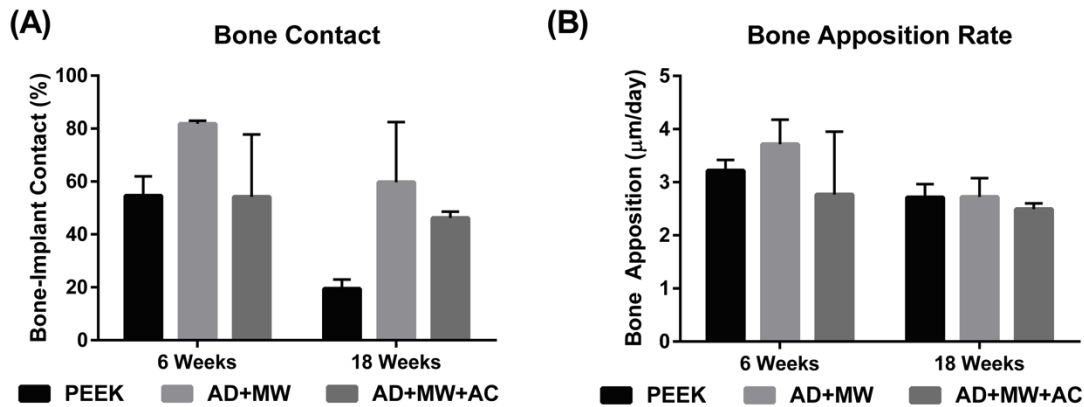 (A)
Bone Contact
Bone-Implant Contact (%)
100
80
60
40
20
0
6 Weeks 18 Weeks
PEEK AD+MW AD+MW+AC
(B)
Bone Apposition Rate
Bone Apposition (μm/day)
5
4
3
2
1
0
6 Weeks 18 Weeks
PEEK AD+MW AD+MW+AC